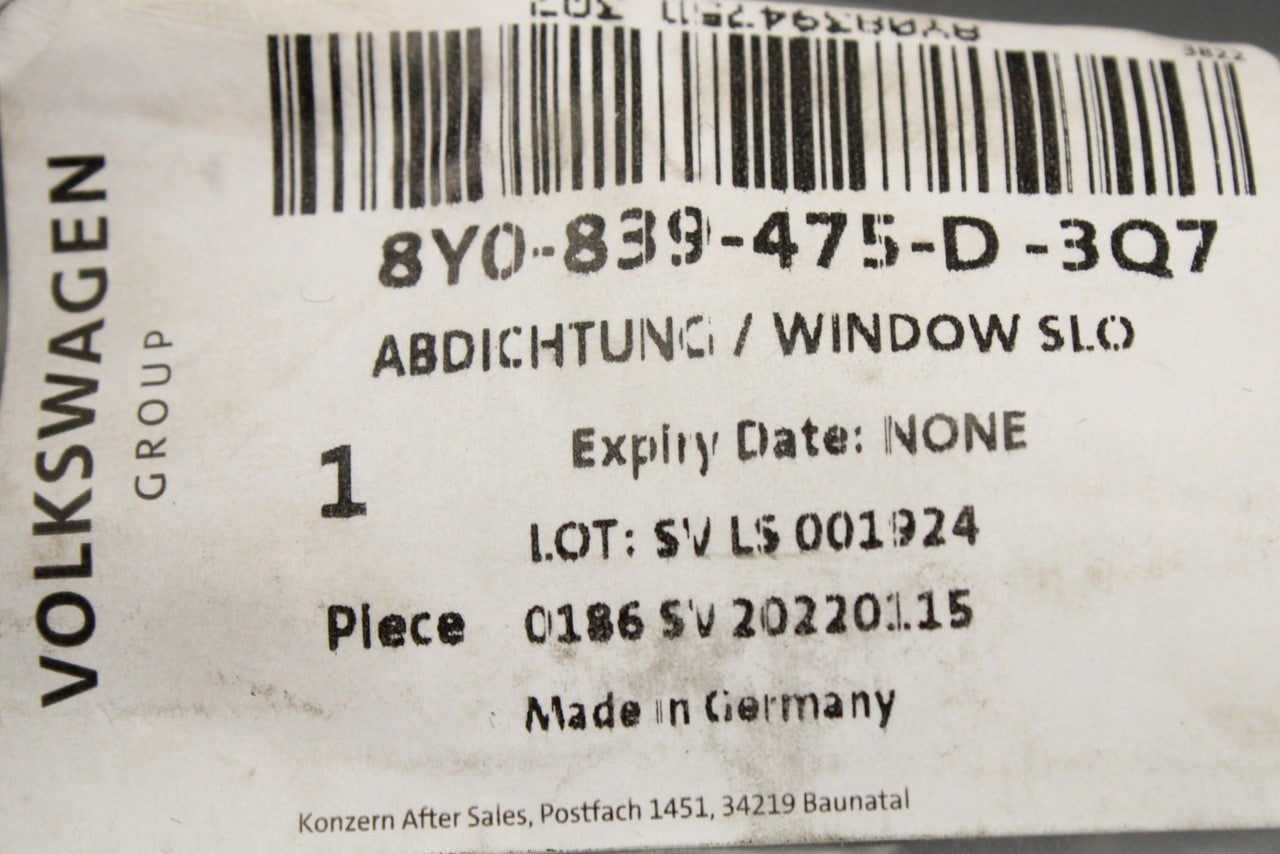 3822
8Y0-839-475-D -3Q7
ABDICHTUNG / WINDOW SLO
Expiry Date: NONE
1
LOT: SV LS 001924
Piece 0186 SV 20220115
Made in Germany
Konzern After Sales, Postfach 1451, 34219 Baunatal
VOLKSWAGEN
GROUP